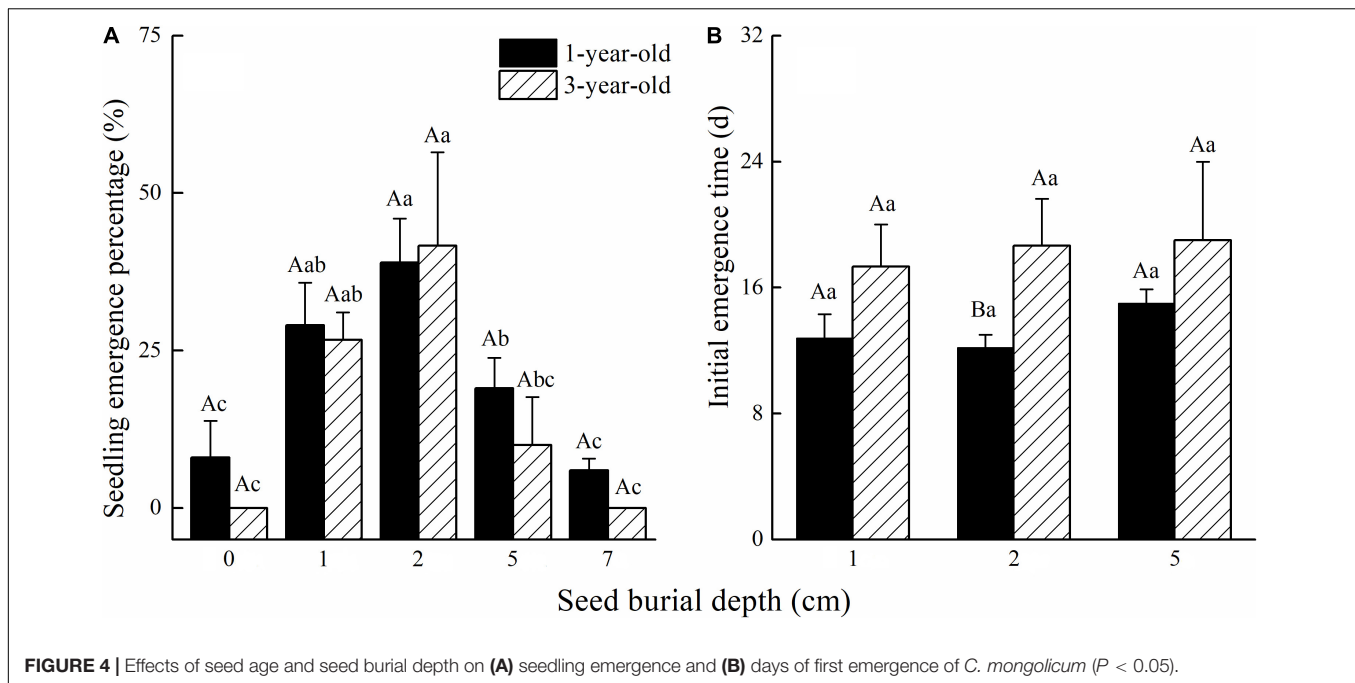 A
75
50
25
0
Seedling emergence percentage (%)
1-year-old
3-year-old
Ac
Ac
Aab
Aab
Aa
Aa
Ab
Abc
Ac
Ac
0 1 2 5 7
B
32
24
16
8
0
Initial emergence time (d)
Aa
Aa
Ba
Aa
Aa
Aa
1 2 5
Seed burial depth (cm)
FIGURE 4 | Effects of seed age and seed burial depth on (A) seedling emergence and (B) days of first emergence of C. mongolicum (P < 0.05).